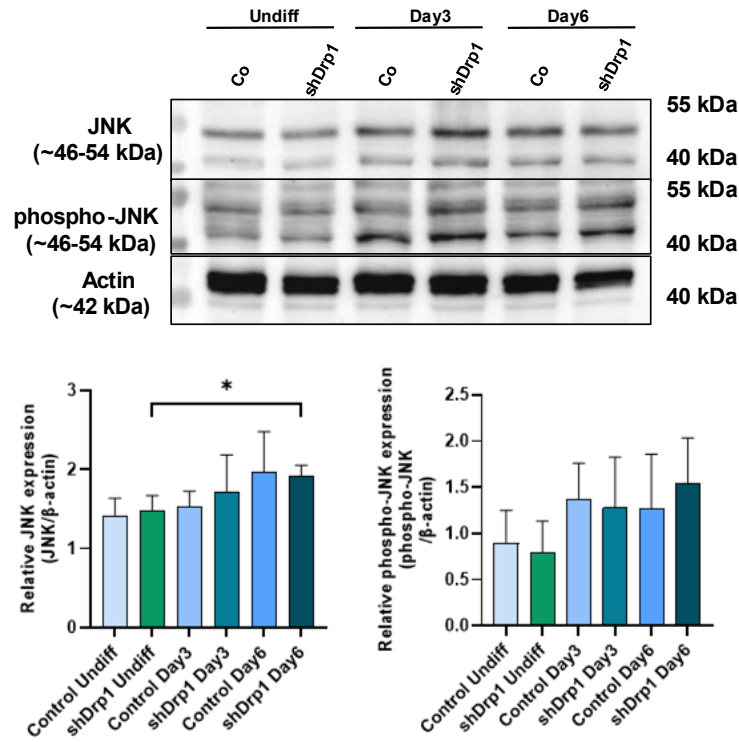 Undiff Day3 Day6
Co shDrp1 Co shDrp1 Co shDrp1
JNK
(~46-54 kDa)
55 kDa
40 kDa
phospho-JNK
(~46-54 kDa)
55 kDa
40 kDa
Actin
(~42 kDa)
40 kDa
Relative JNK expression
(JNK/β-actin)
3
2
1
0
*
Control Undiff
shDrp1 Undiff
Control Day3
shDrp1 Day3
Control Day6
shDrp1 Day6
Relative phospho-JNK expression
(phospho-JNK
/β-actin)
2.5
2.0
1.5
1.0
0.5
0.0
Control Undiff
shDrp1 Undiff
Control Day3
shDrp1 Day3
Control Day6
shDrp1 Day6